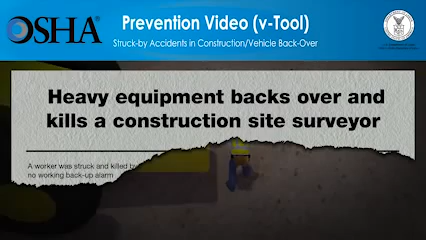 OSHA®
Prevention Video (v-Tool)
Struck-by Accidents in Construction/Vehicle Back-Over
Heavy equipment backs over and
kills a construction site surveyor
A worker was struck and killed by
no working back-up alarm